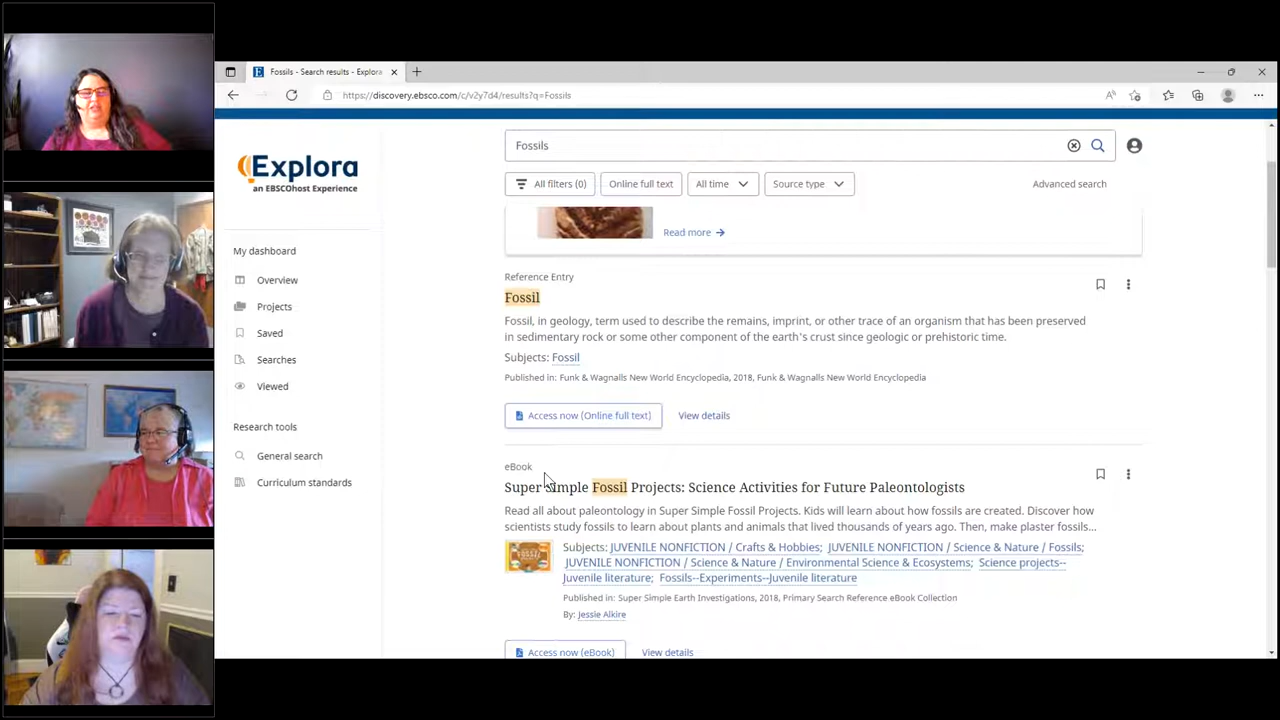 Fossils - Search results - Explora
https://discovery.ebsco.com/c/v2y7d4/results?q=Fossils
Explora
an EBSCOhost Experience
My dashboard
Overview
Projects
Saved
Searches
Viewed
Research tools
General search
Curriculum standards
Fossils
All filters (0)
Online full text
All time
Source type
Advanced search
Read more
Reference Entry
Fossil
Fossil, in geology, term used to describe the remains, imprint, or other trace of an organism that has been preserved
in sedimentary rock or some other component of the earth's crust since geologic or prehistoric time.
Subjects: Fossil
Published in: Funk & Wagnalls New World Encyclopedia, 2018, Funk & Wagnalls New World Encyclopedia
Access now (Online full text)
View details
eBook
Super Simple Fossil Projects: Science Activities for Future Paleontologists
Read all about paleontology in Super Simple Fossil Projects. Kids will learn about how fossils are created. Discover how
scientists study fossils to learn about plants and animals that lived thousands of years ago. Then, make plaster fossils...
Subjects: JUVENILE NONFICTION / Crafts & Hobbies; JUVENILE NONFICTION / Science & Nature / Fossils;
JUVENILE NONFICTION / Science & Nature / Environmental Science & Ecosystems; Science projects--
Juvenile literature; Fossils--Experiments--Juvenile literature
Published in: Super Simple Earth Investigations, 2018, Primary Search Reference eBook Collection
By: Jessie Alkire
Access now (eBook)
View details